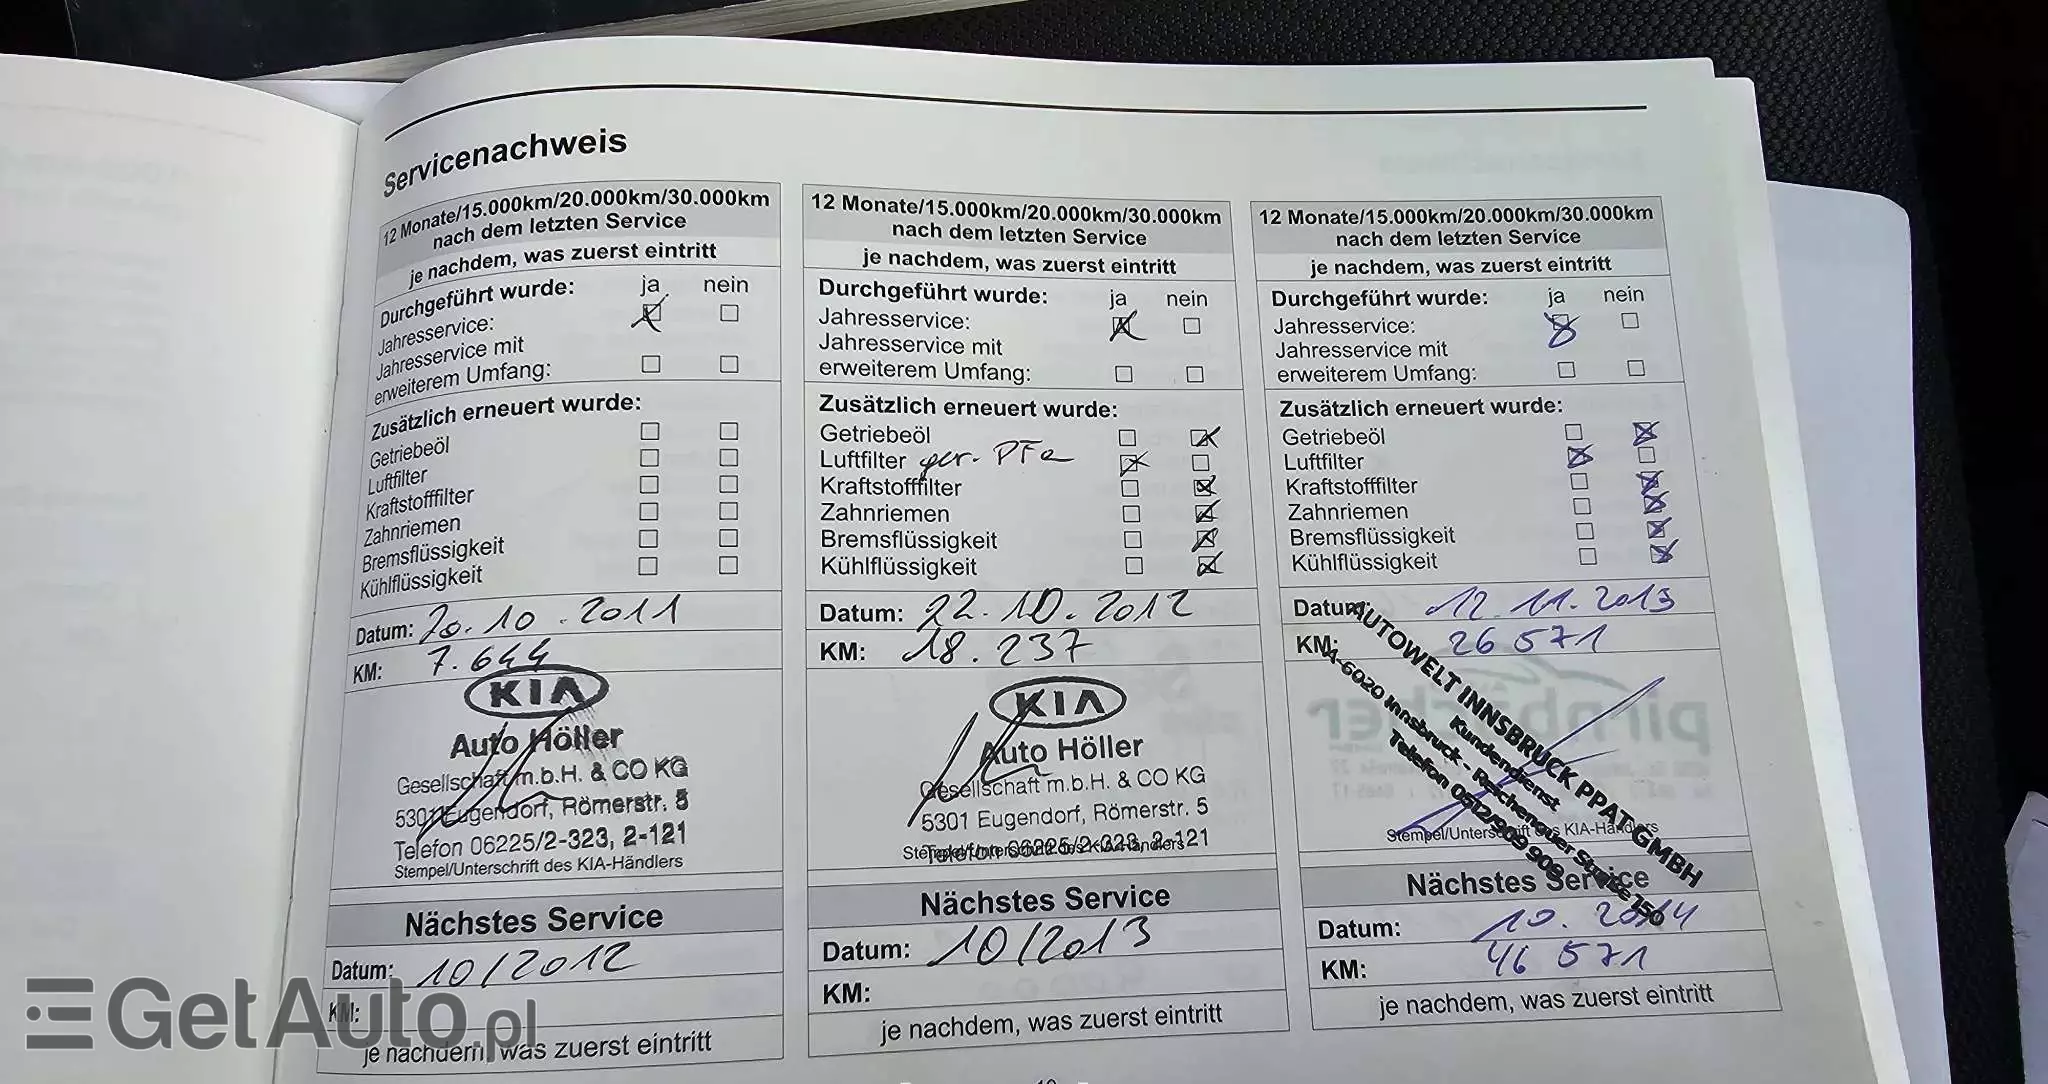 Servicenachweis
12 Monate/15.000km/20.000km/30.000km
nach dem letzten Service
je nachdem, was zuerst eintritt
Durchgeführt wurde: ja nein
Jahresservice:
Jahresservice mit
erweiterem Umfang:
Zusätzlich erneuert wurde:
Getriebeöl
Luftfilter
Kraftstofffilter
Zahnriemen
Bremsflüssigkeit
Kühlflüssigkeit
Datum: 20.10.2011
KM: 7.644
KIA
Auto Höller
Gesellschaft m.b.H. & CO KG
5301 Eugendorf, Römerstr. 5
Telefon 06225/2-323, 2-121
Stempel/Unterschrift des KIA-Händlers
Nächstes Service
Datum: 10/2012
KM:
je nachdem, was zuerst eintritt
12 Monate/15.000km/20.000km/30.000km
nach dem letzten Service
je nachdem, was zuerst eintritt
Durchgeführt wurde: ja nein
Jahresservice:
Jahresservice mit
erweiterem Umfang:
Zusätzlich erneuert wurde:
Getriebeöl
Luftfilter
Kraftstofffilter
Zahnriemen
Bremsflüssigkeit
Kühlflüssigkeit
Datum: 22.10.2012
KM: 18.237
KIA
Auto Höller
Gesellschaft m.b.H. & CO KG
5301 Eugendorf, Römerstr. 5
Telefon 06225/2-323, 2-121
Stempel/Unterschrift des KIA-Händlers
Nächstes Service
Datum: 10/2013
KM:
je nachdem, was zuerst eintritt
12 Monate/15.000km/20.000km/30.000km
nach dem letzten Service
je nachdem, was zuerst eintritt
Durchgeführt wurde: ja nein
Jahresservice:
Jahresservice mit
erweiterem Umfang:
Zusätzlich erneuert wurde:
Getriebeöl
Luftfilter
Kraftstofffilter
Zahnriemen
Bremsflüssigkeit
Kühlflüssigkeit
Datum: 12.11.2013
KM: 26571
AUTOWELT INNSBRUCK PPAT GMBH
Kundendienst
A-6020 Innsbruck - Reichenauer Strasse 150
Telefon 0512/909 909
Stempel/Unterschrift des KIA-Händlers
Nächstes Service
Datum: 10.2014
KM: 46571
je nachdem, was zuerst eintritt
GetAuto.pl